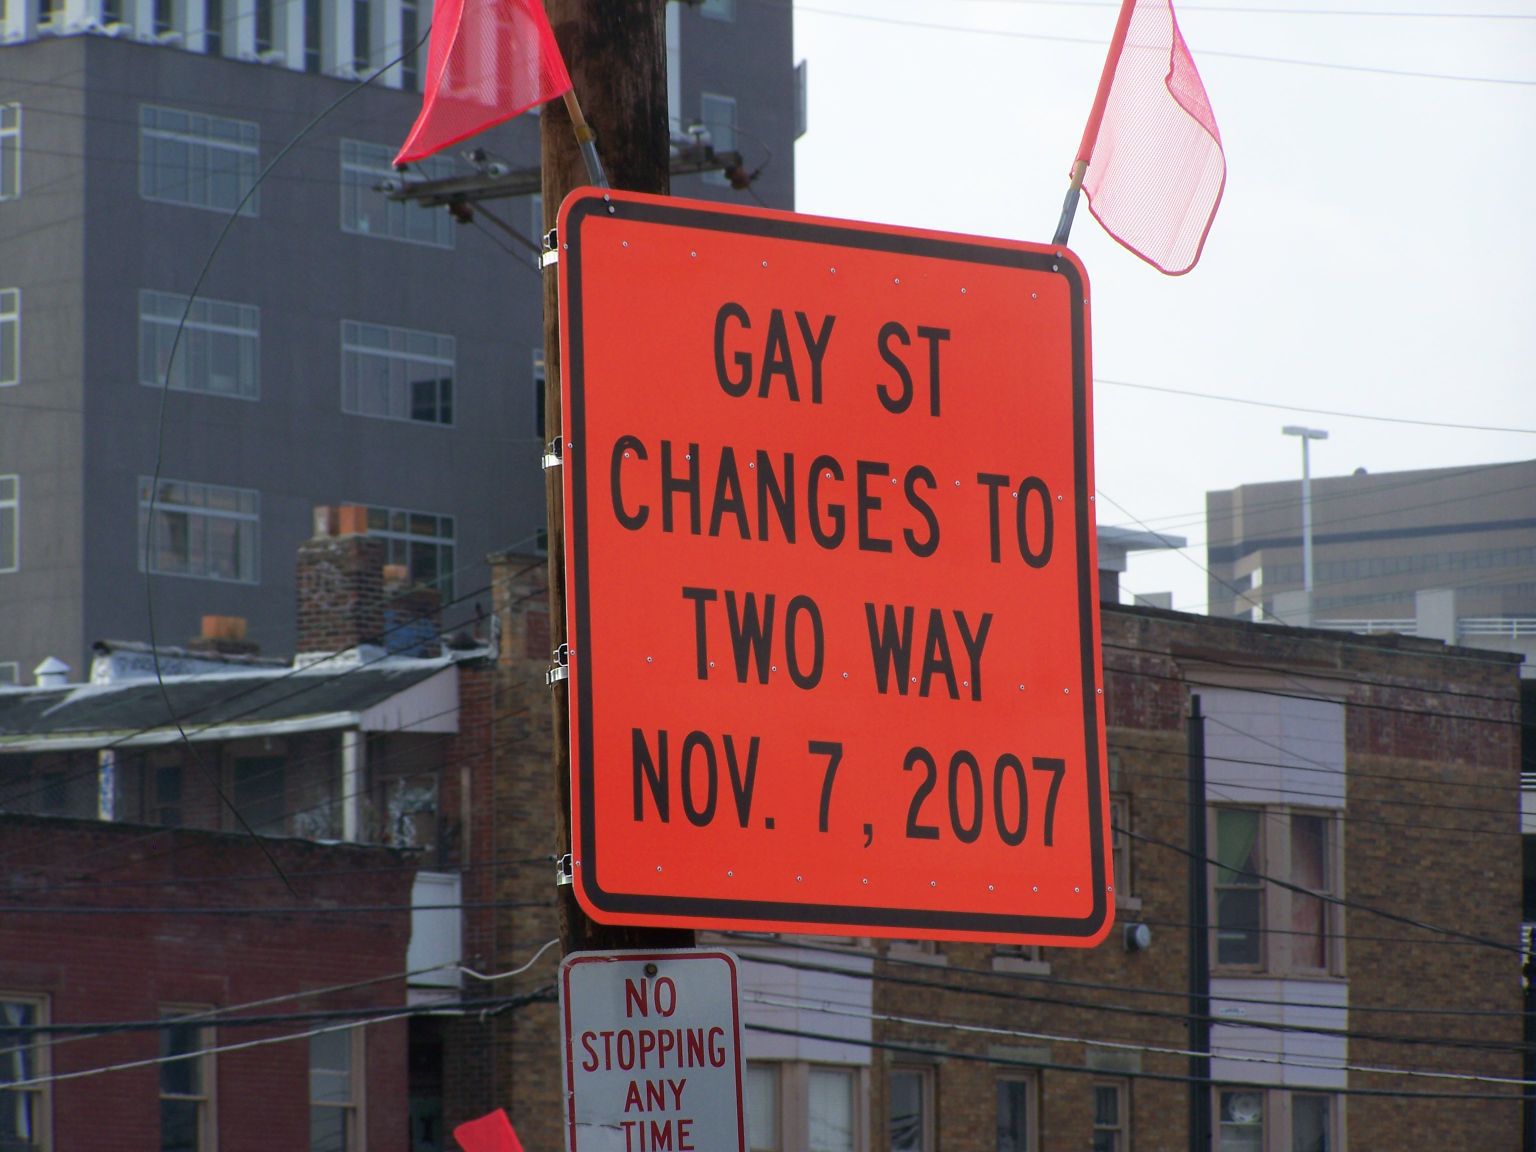 GAY ST
CHANGES TO
TWO WAY
NOV. 7, 2007
NO
STOPPING
ANY
TIME